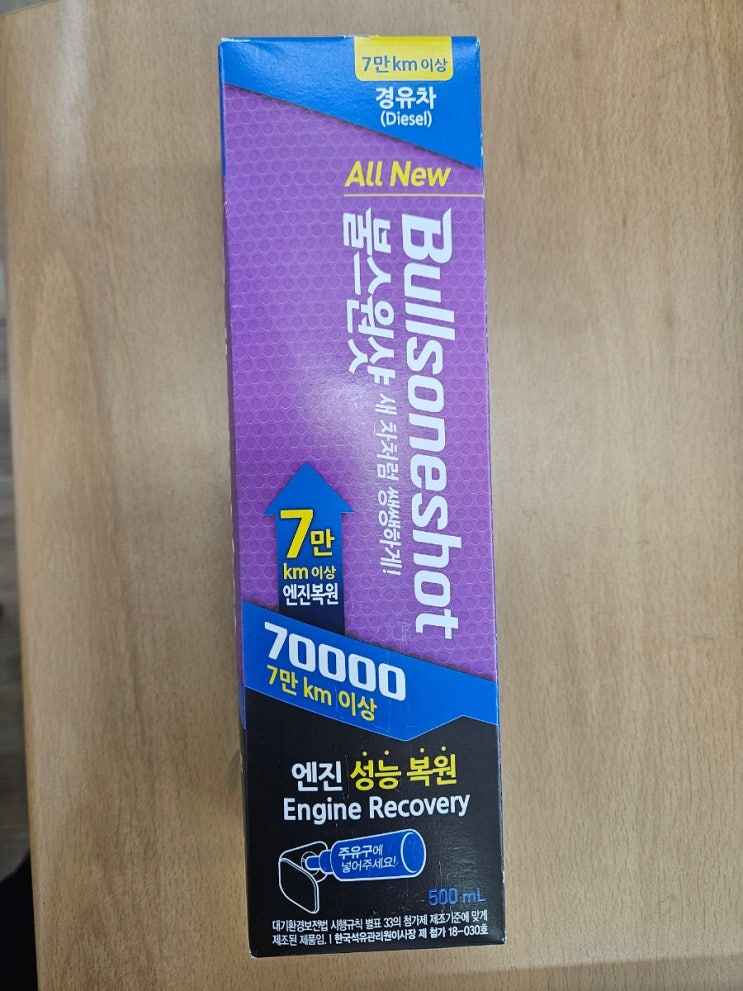 7만 km 이상
경유차
(Diesel)
All New
Bullsoneshot
불스원샷 새 차처럼 쌩쌩하게!
7만
km 이상
엔진복원
70000
7만 km 이상
엔진 성능 복원
Engine Recovery
주유구에
넣어주세요!
500 mL
대기환경보전법 시행규칙 별표 33의 첨가제 제조기준에 맞게
제조된 제품임. I 한국석유관리원이사장 제 첨가 18-030호